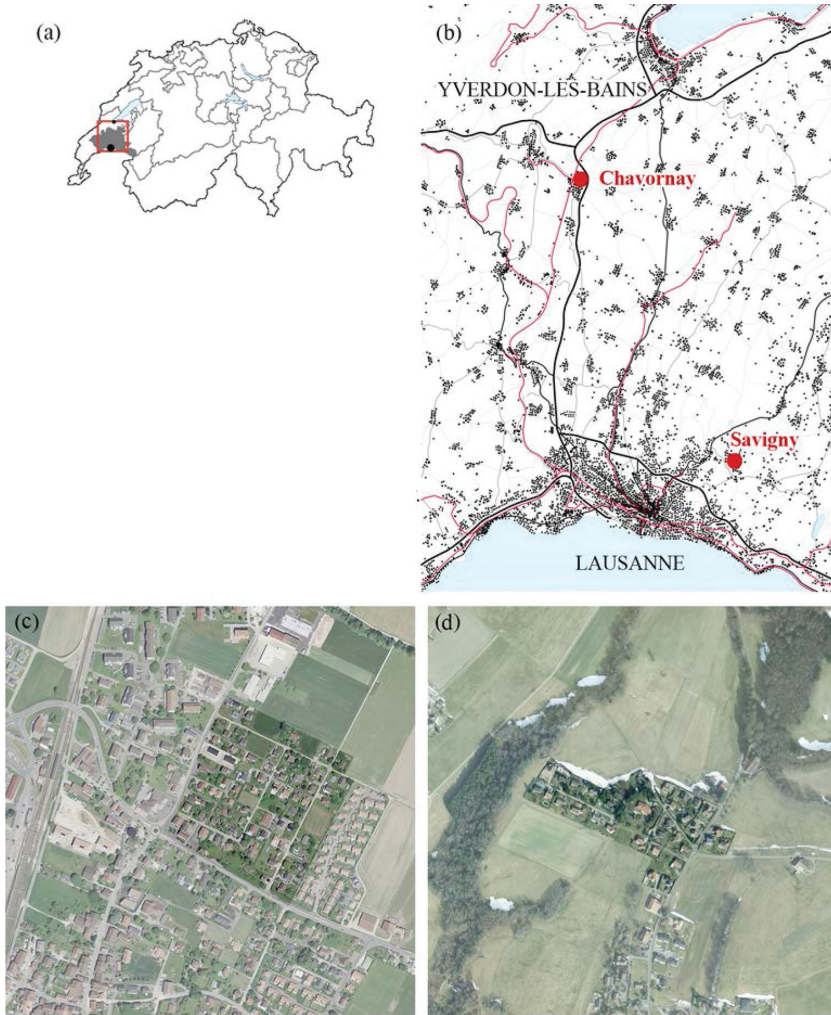 (a)
(b)
YVERDON-LES-BAINS
Chavornay
Savigny
LAUSANNE
(c)
(d)